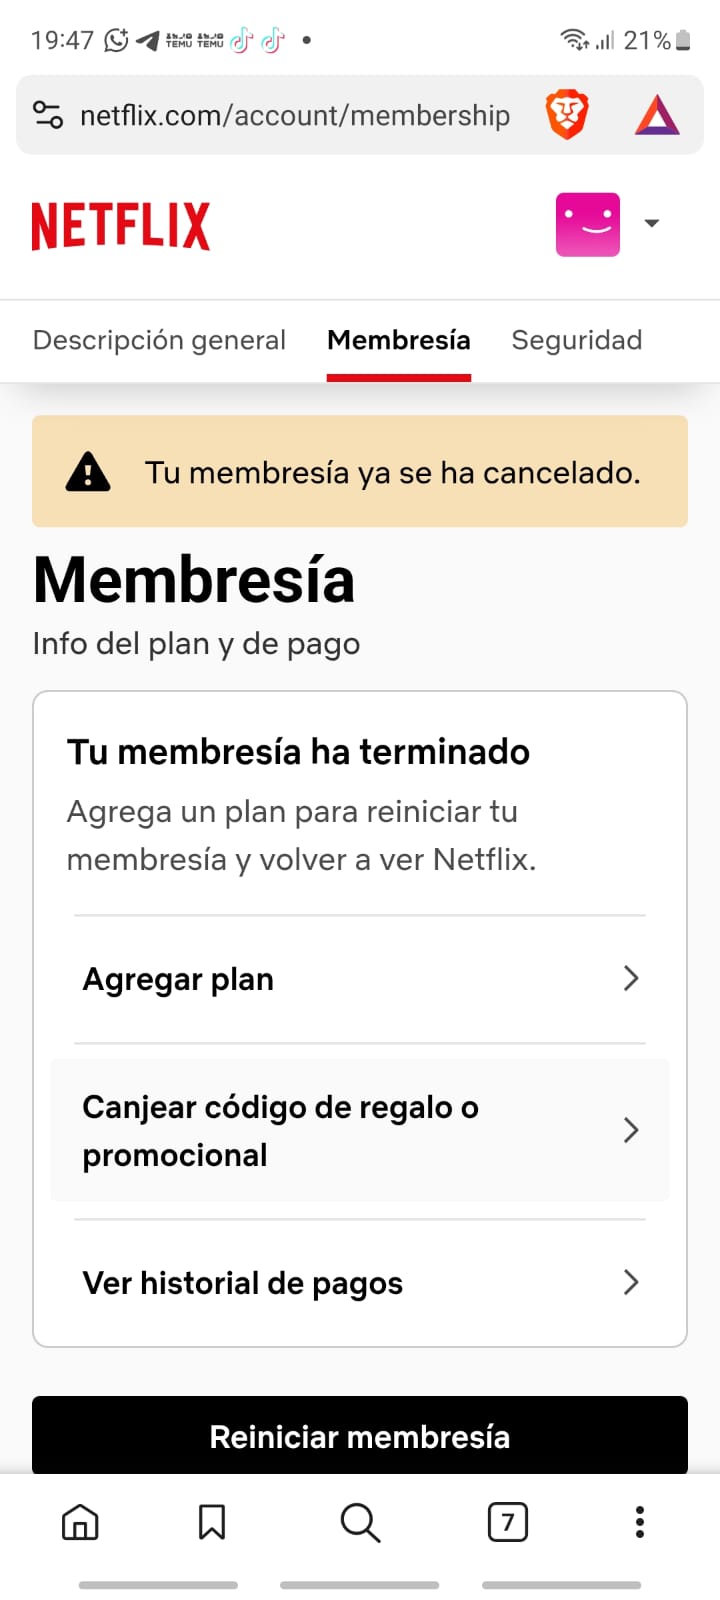 19:47 TEMU TEMU 21%
netflix.com/account/membership
NETFLIX
Descripción general Membresía Seguridad
Tu membresía ya se ha cancelado.
Membresía
Info del plan y de pago
Tu membresía ha terminado
Agrega un plan para reiniciar tu
membresía y volver a ver Netflix.
Agregar plan
Canjear código de regalo o
promocional
Ver historial de pagos
Reiniciar membresía
7